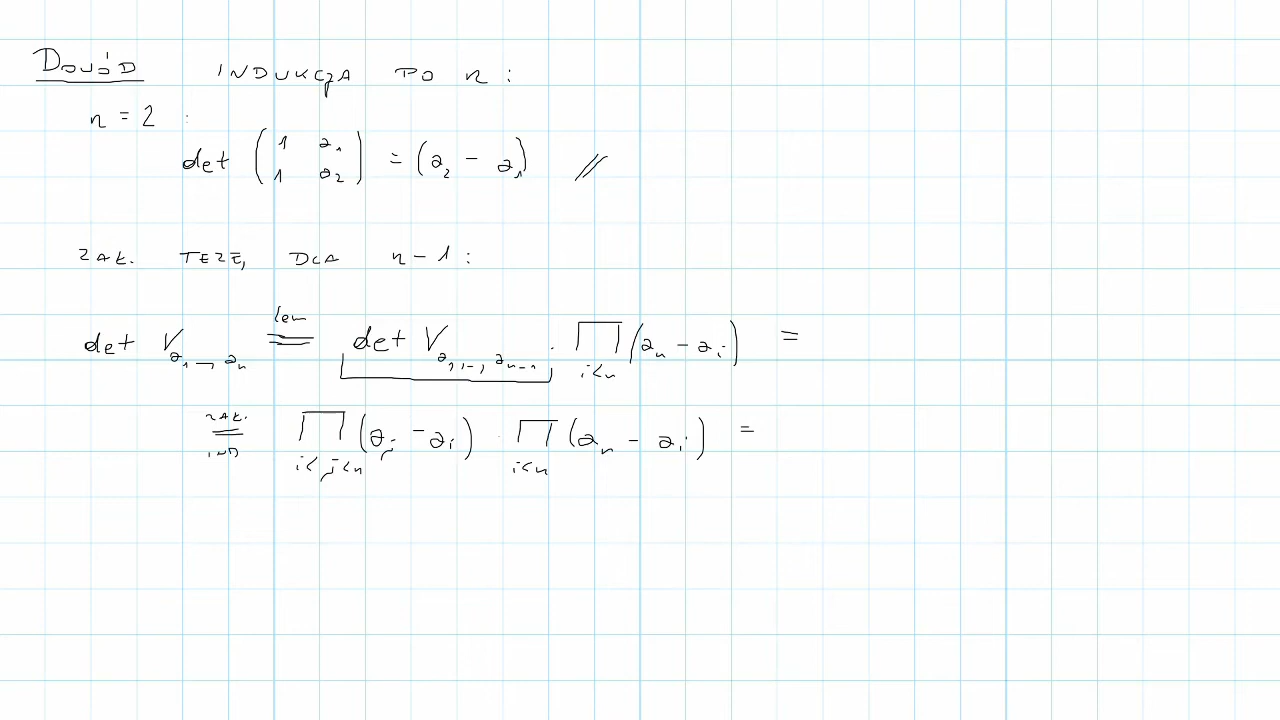 DOWÓD INDUKCJA PO n:
n = 2 :
det ( 1 a₁ ; 1 a₂ ) = (a₂ - a₁) //
ZAŁ. TEZĘ, DLA n-1 :
det V_{a₁,...,aₙ} =^{lem} det V_{a₁,...,aₙ₋₁} · ∏_{i<n} (aₙ - aᵢ) =
=^{ZAŁ.}_{IND} ∏_{i<j<n} (aⱼ - aᵢ) · ∏_{i<n} (aₙ - aᵢ) =